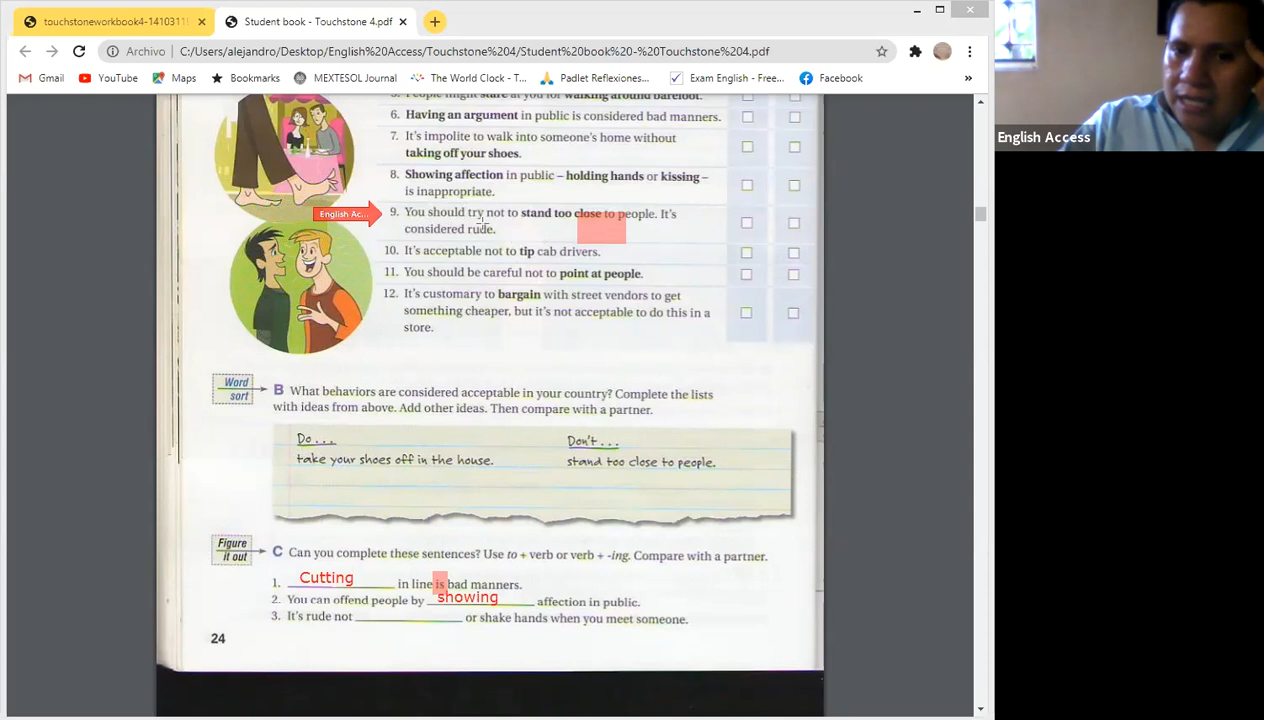 touchstoneworkbook4-1410311
Student book - Touchstone 4.pdf
Archivo
C:/Users/alejandro/Desktop/English%20Access/Touchstone%204/Student%20book%20-%20Touchstone%204.pdf
Gmail YouTube Maps Bookmarks MEXTESOL Journal The World Clock - T... Padlet Reflexiones... Exam English - Free... Facebook »
English Access
5. People might stare at you for walking around barefoot.
6. Having an argument in public is considered bad manners.
7. It's impolite to walk into someone's home without
taking off your shoes.
8. Showing affection in public – holding hands or kissing –
is inappropriate.
English Ac...
9. You should try not to stand too close to people. It's
considered rude.
10. It's acceptable not to tip cab drivers.
11. You should be careful not to point at people.
12. It's customary to bargain with street vendors to get
something cheaper, but it's not acceptable to do this in a
store.
Word
sort
B What behaviors are considered acceptable in your country? Complete the lists
with ideas from above. Add other ideas. Then compare with a partner.
Do... Don't...
take your shoes off in the house. stand too close to people.
Figure
it out
C Can you complete these sentences? Use to + verb or verb + -ing. Compare with a partner.
1. Cutting in line is bad manners.
2. You can offend people by showing affection in public.
3. It's rude not ____________ or shake hands when you meet someone.
24